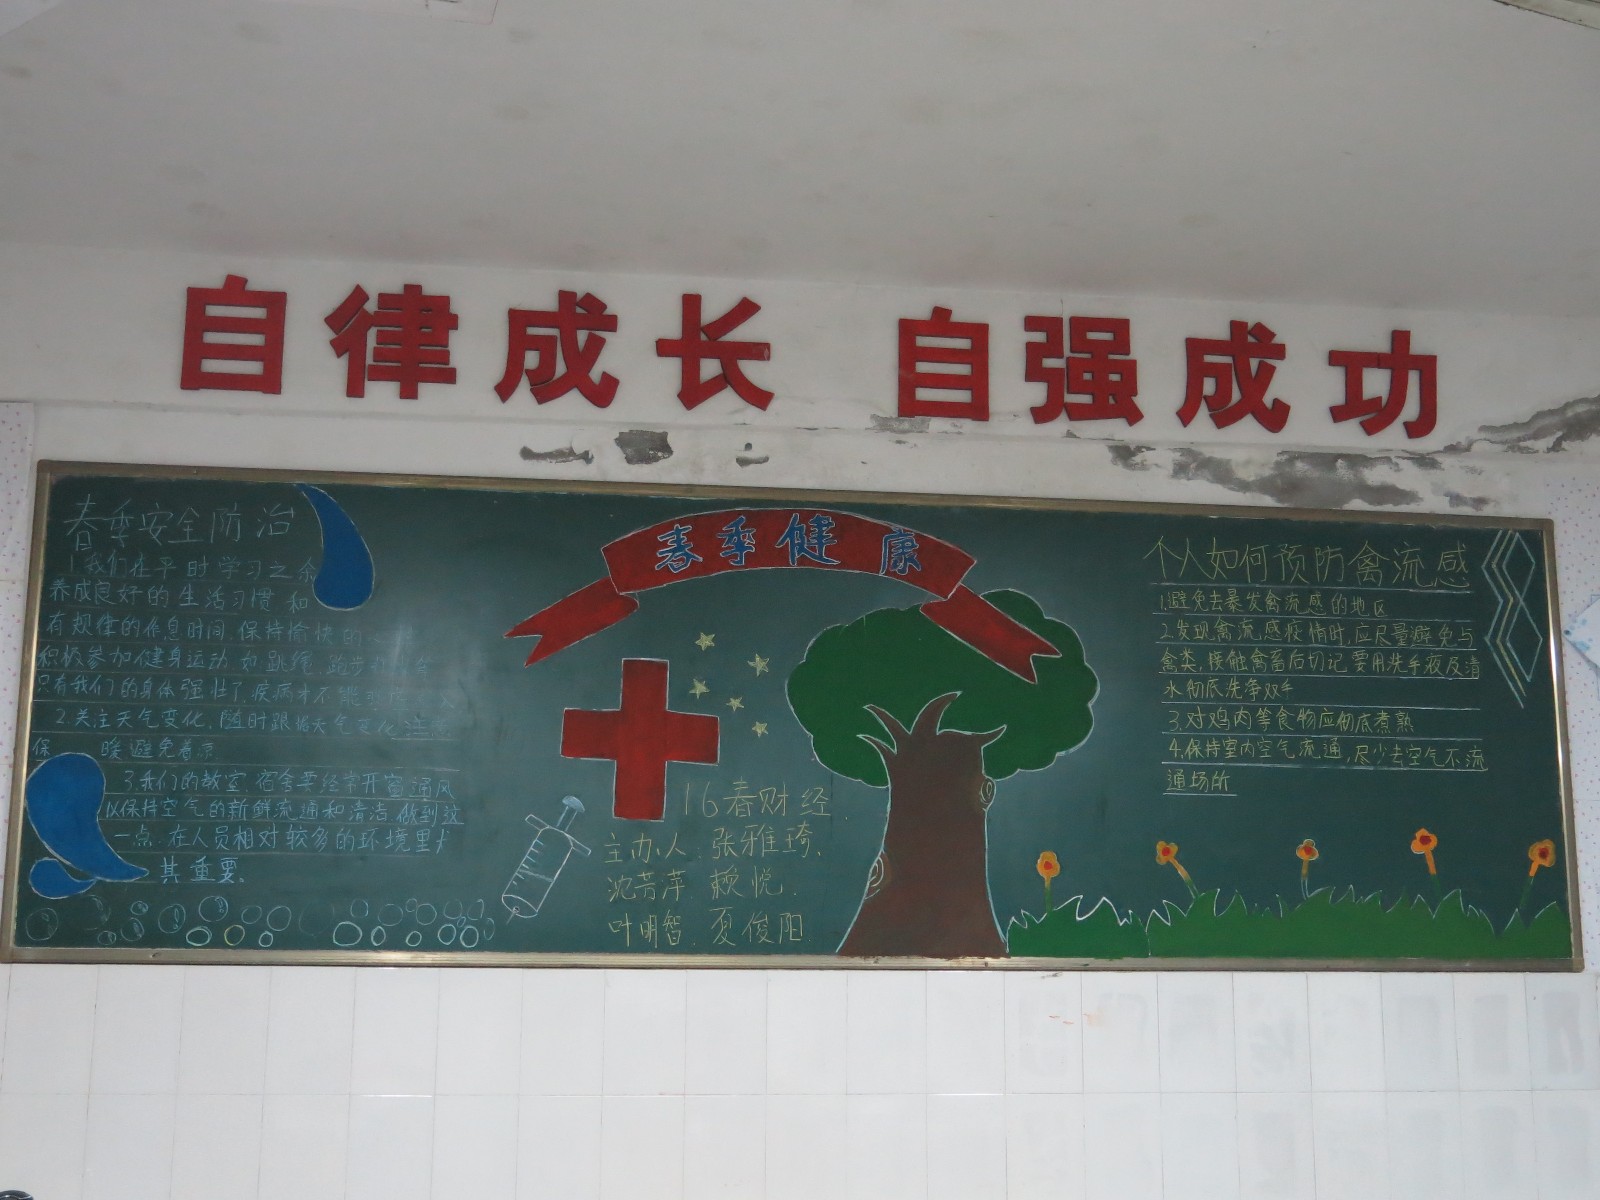 自律成长 自强成功
春季安全防治
1.我们在平时学习之余
养成良好的生活习惯和
有规律的作息时间,保持愉快的
积极参加健身运动 如跳绳 跑步
只有我们的身体强壮了,疾病才不能
2.关注天气变化,随时跟据天气变化注意
保 暖避免着凉
3.我们的教室,宿舍要经常开窗通风
以保持空气的新鲜流通和清洁.做到这
一点.在人员相对较多的环境里尤
其重要.
春季健康
16春财经.
主办人:张雅琦.
沈芳萍 赖悦.
叶明智.夏俊阳.
个人如何预防禽流感
1.避免去暴发禽流感的地区
2.发现禽流感疫情时,应尽量避免与
禽类,接触禽畜后切记要用洗手液及清
水彻底洗净双手
3.对鸡肉等食物应彻底煮熟
4.保持室内空气流通,尽少去空气不流
通场所